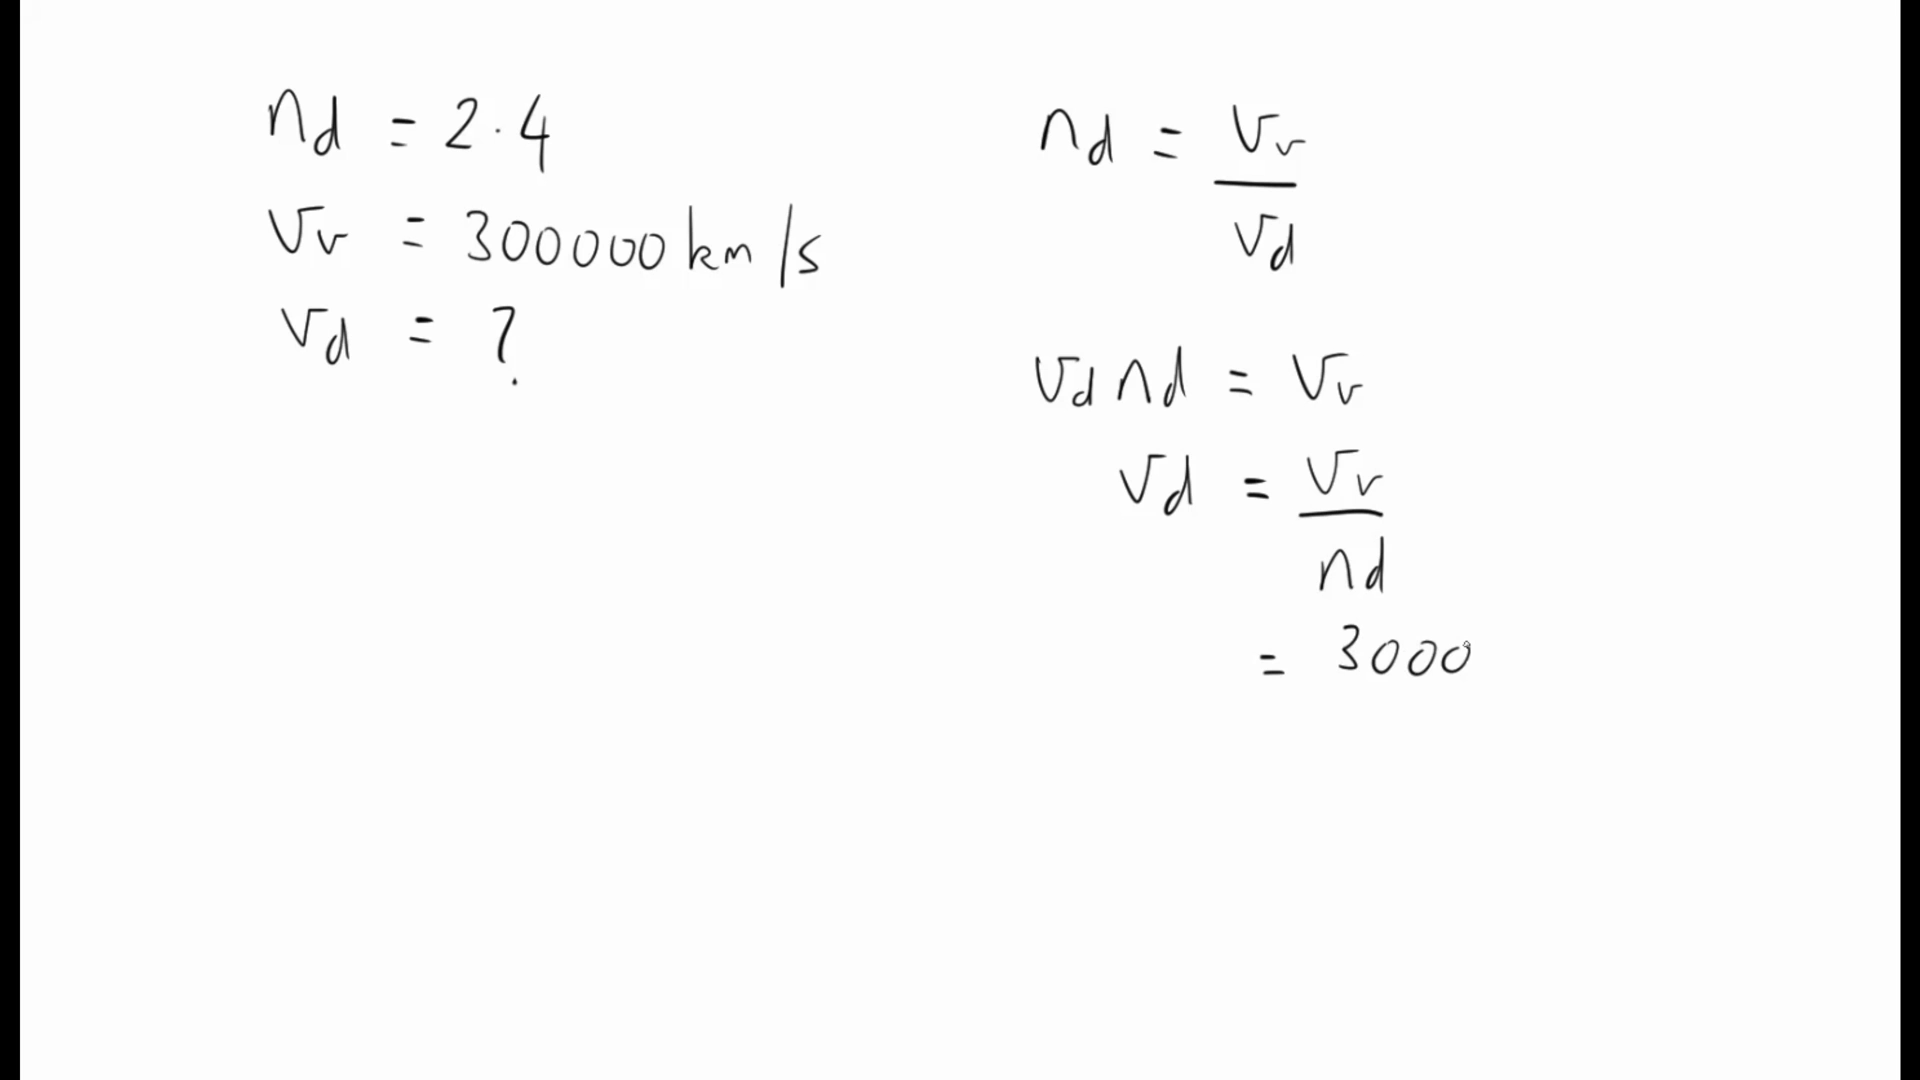 nd = 2.4
Vv = 300000 km/s
Vd = ?
nd = Vv
Vd
Vd nd = Vv
Vd = Vv
nd
= 3000